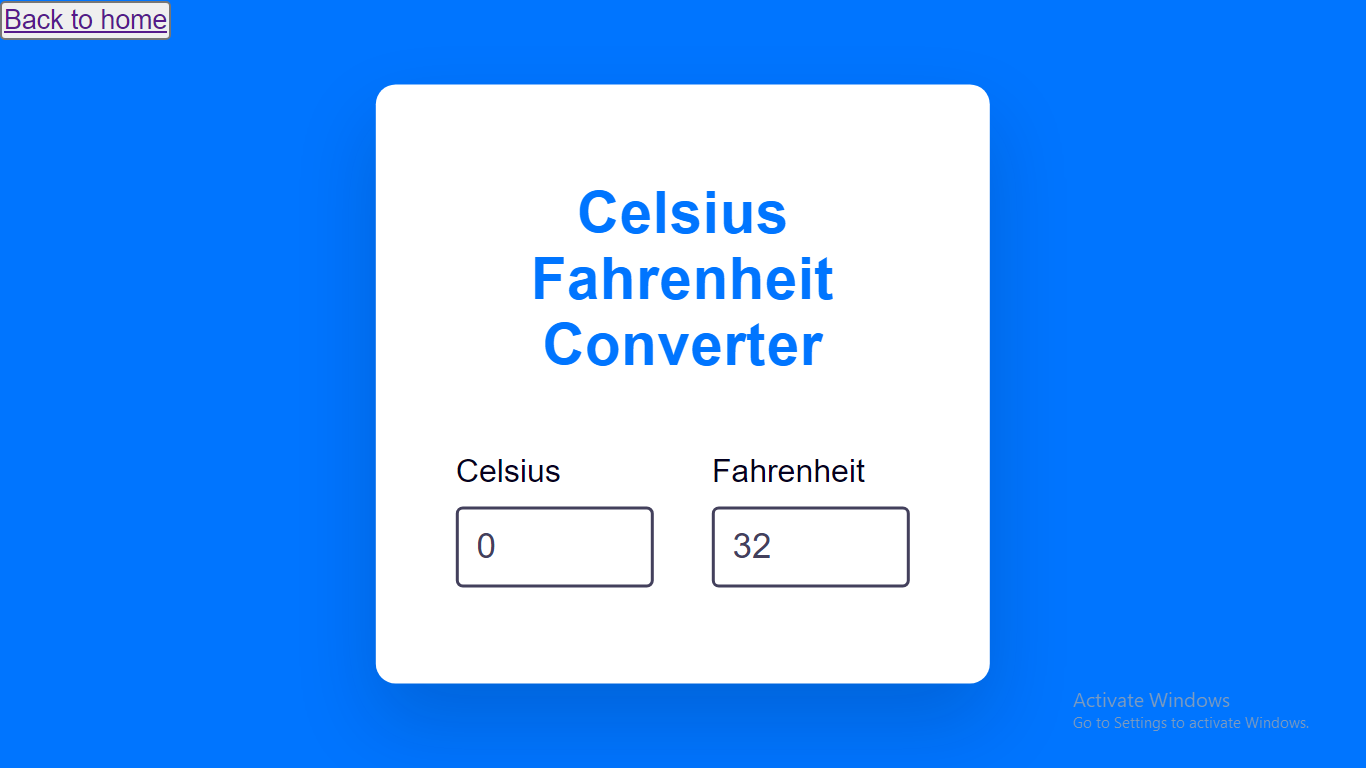 Back to home
Celsius
Fahrenheit
Converter
Celsius
Fahrenheit
0
32
Activate Windows
Go to Settings to activate Windows.